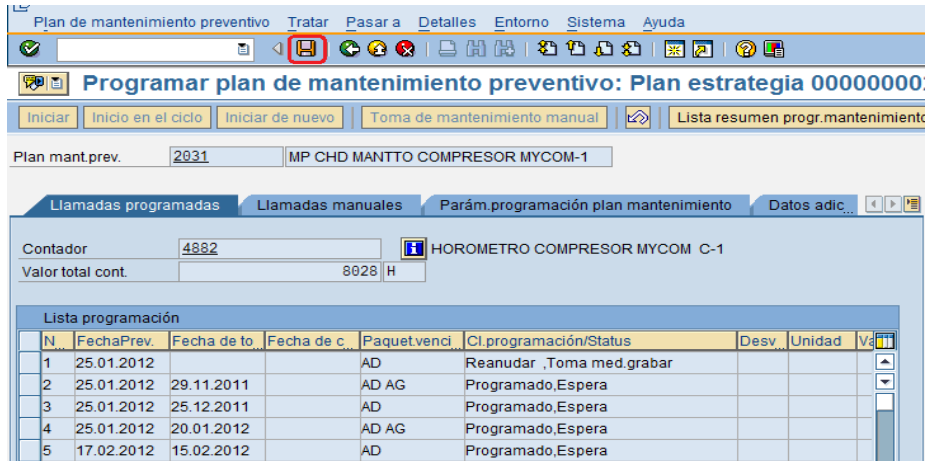 Plan de mantenimiento preventivo Tratar Pasar a Detalles Entorno Sistema Ayuda
Programar plan de mantenimiento preventivo: Plan estrategia 00000000
Iniciar Inicio en el ciclo Iniciar de nuevo Toma de mantenimiento manual Lista resumen progr.mantenimiento
Plan mant.prev. 2031 MP CHD MANTTO COMPRESOR MYCOM-1
Llamadas programadas Llamadas manuales Parám.programación plan mantenimiento Datos adic...
Contador 4882 HOROMETRO COMPRESOR MYCOM C-1
Valor total cont. 8028 H
Lista programación
N... FechaPrev. Fecha de to... Fecha de c... Paquet.venci... Cl.programación/Status Desv... Unidad Va
1 25.01.2012 AD Reanudar ,Toma med.grabar
2 25.01.2012 29.11.2011 AD AG Programado,Espera
3 25.01.2012 25.12.2011 AD Programado,Espera
4 25.01.2012 20.01.2012 AD AG Programado,Espera
5 17.02.2012 15.02.2012 AD Programado,Espera